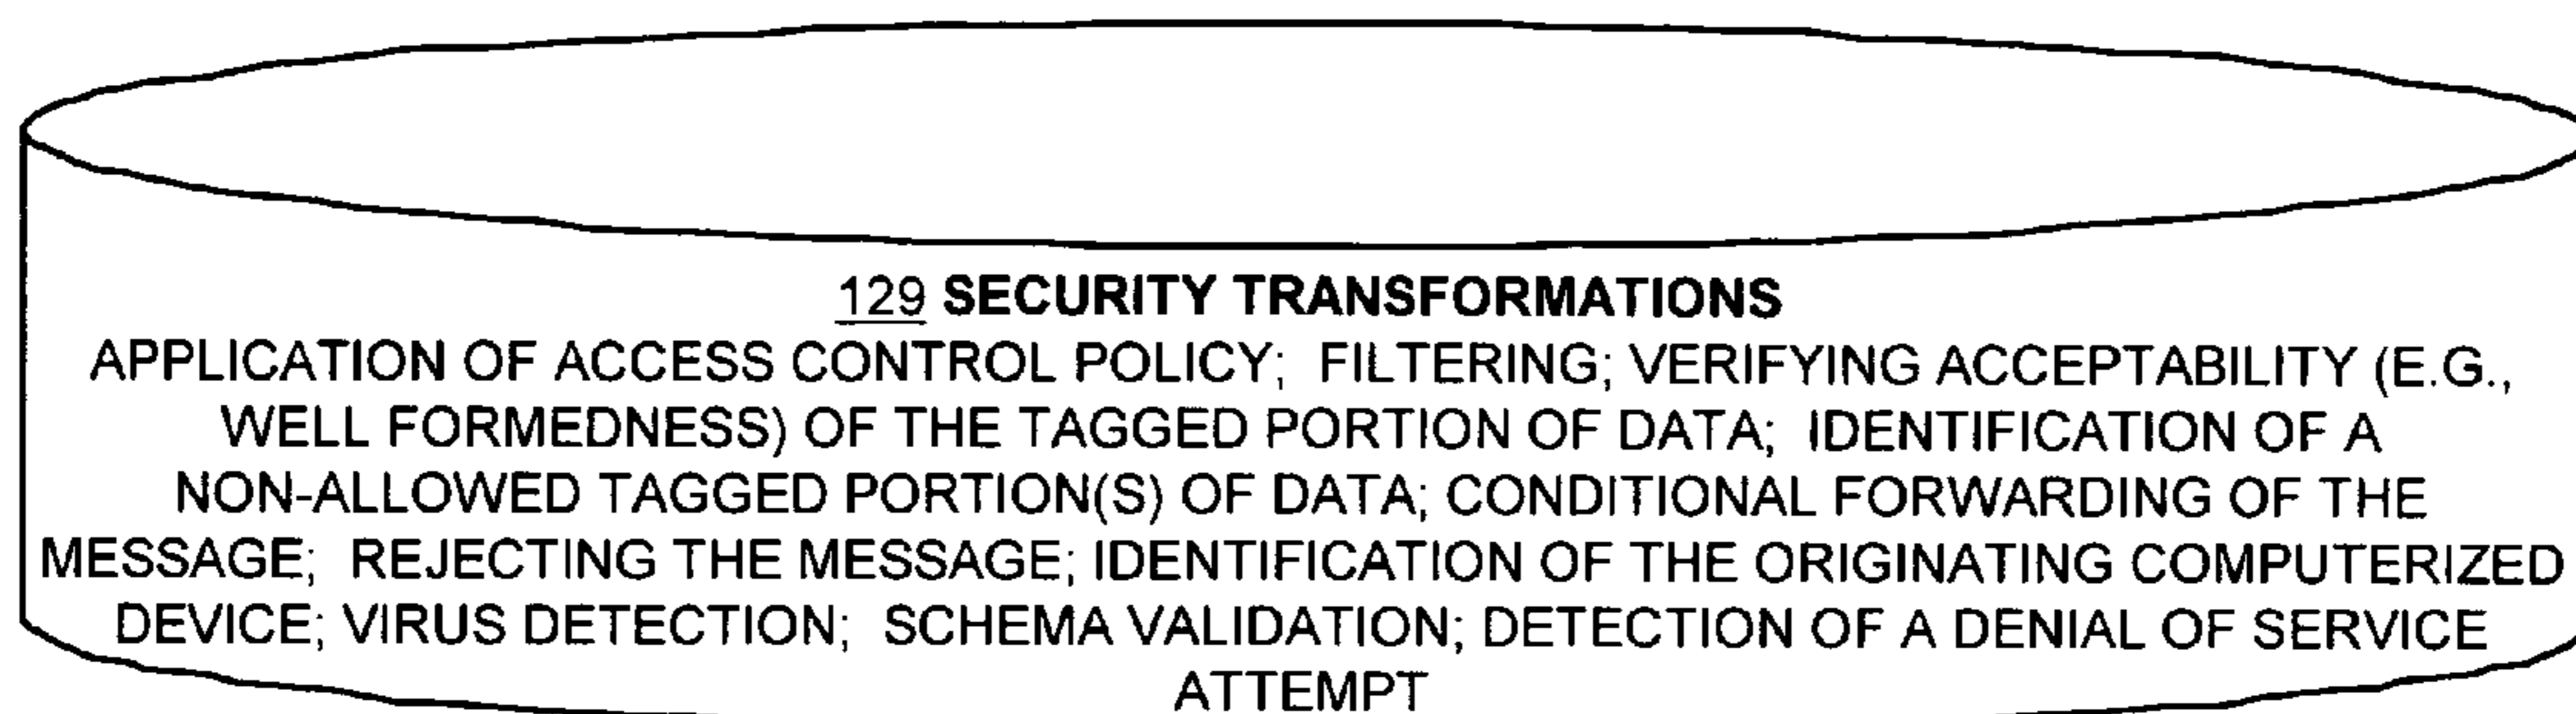 129 SECURITY TRANSFORMATIONS
APPLICATION OF ACCESS CONTROL POLICY; FILTERING; VERIFYING ACCEPTABILITY (E.G.,
WELL FORMEDNESS) OF THE TAGGED PORTION OF DATA; IDENTIFICATION OF A
NON-ALLOWED TAGGED PORTION(S) OF DATA; CONDITIONAL FORWARDING OF THE
MESSAGE; REJECTING THE MESSAGE; IDENTIFICATION OF THE ORIGINATING COMPUTERIZED
DEVICE; VIRUS DETECTION; SCHEMA VALIDATION; DETECTION OF A DENIAL OF SERVICE
ATTEMPT